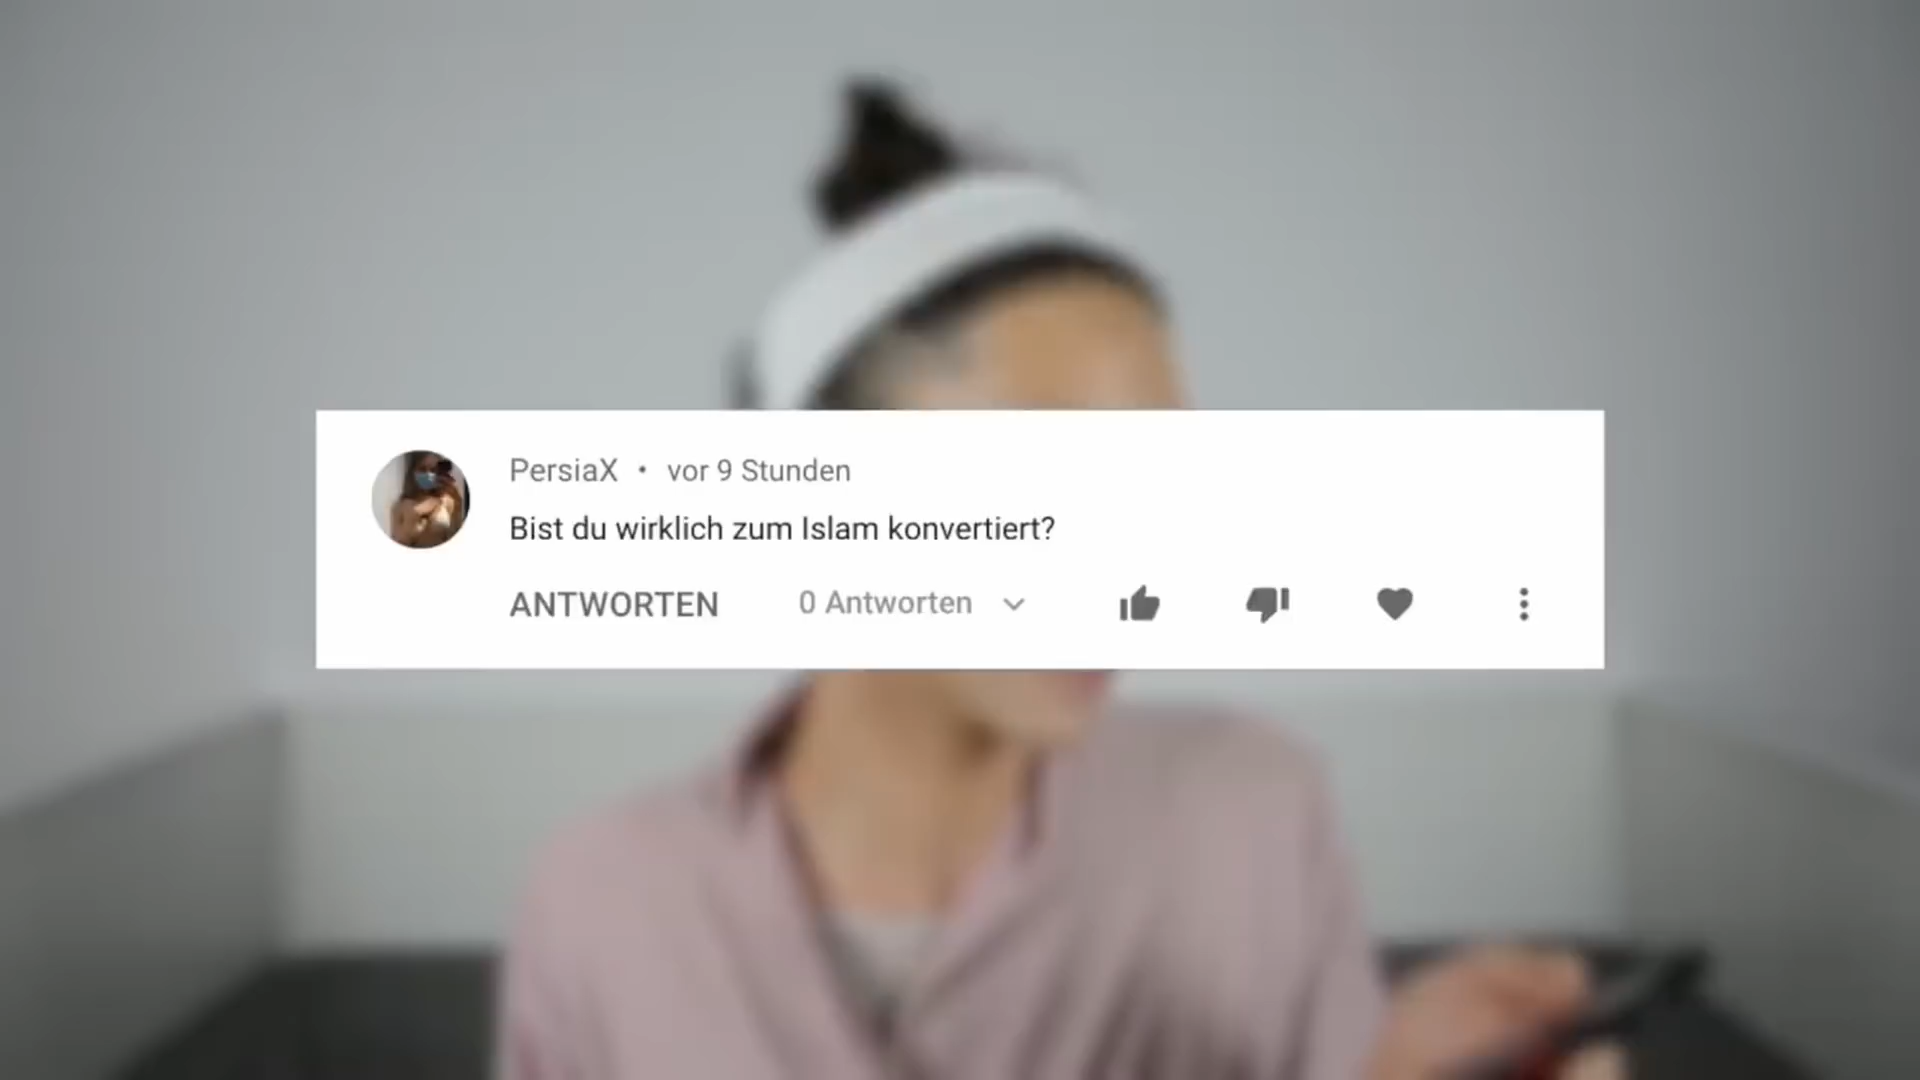 PersiaX • vor 9 Stunden
Bist du wirklich zum Islam konvertiert?
ANTWORTEN 0 Antworten